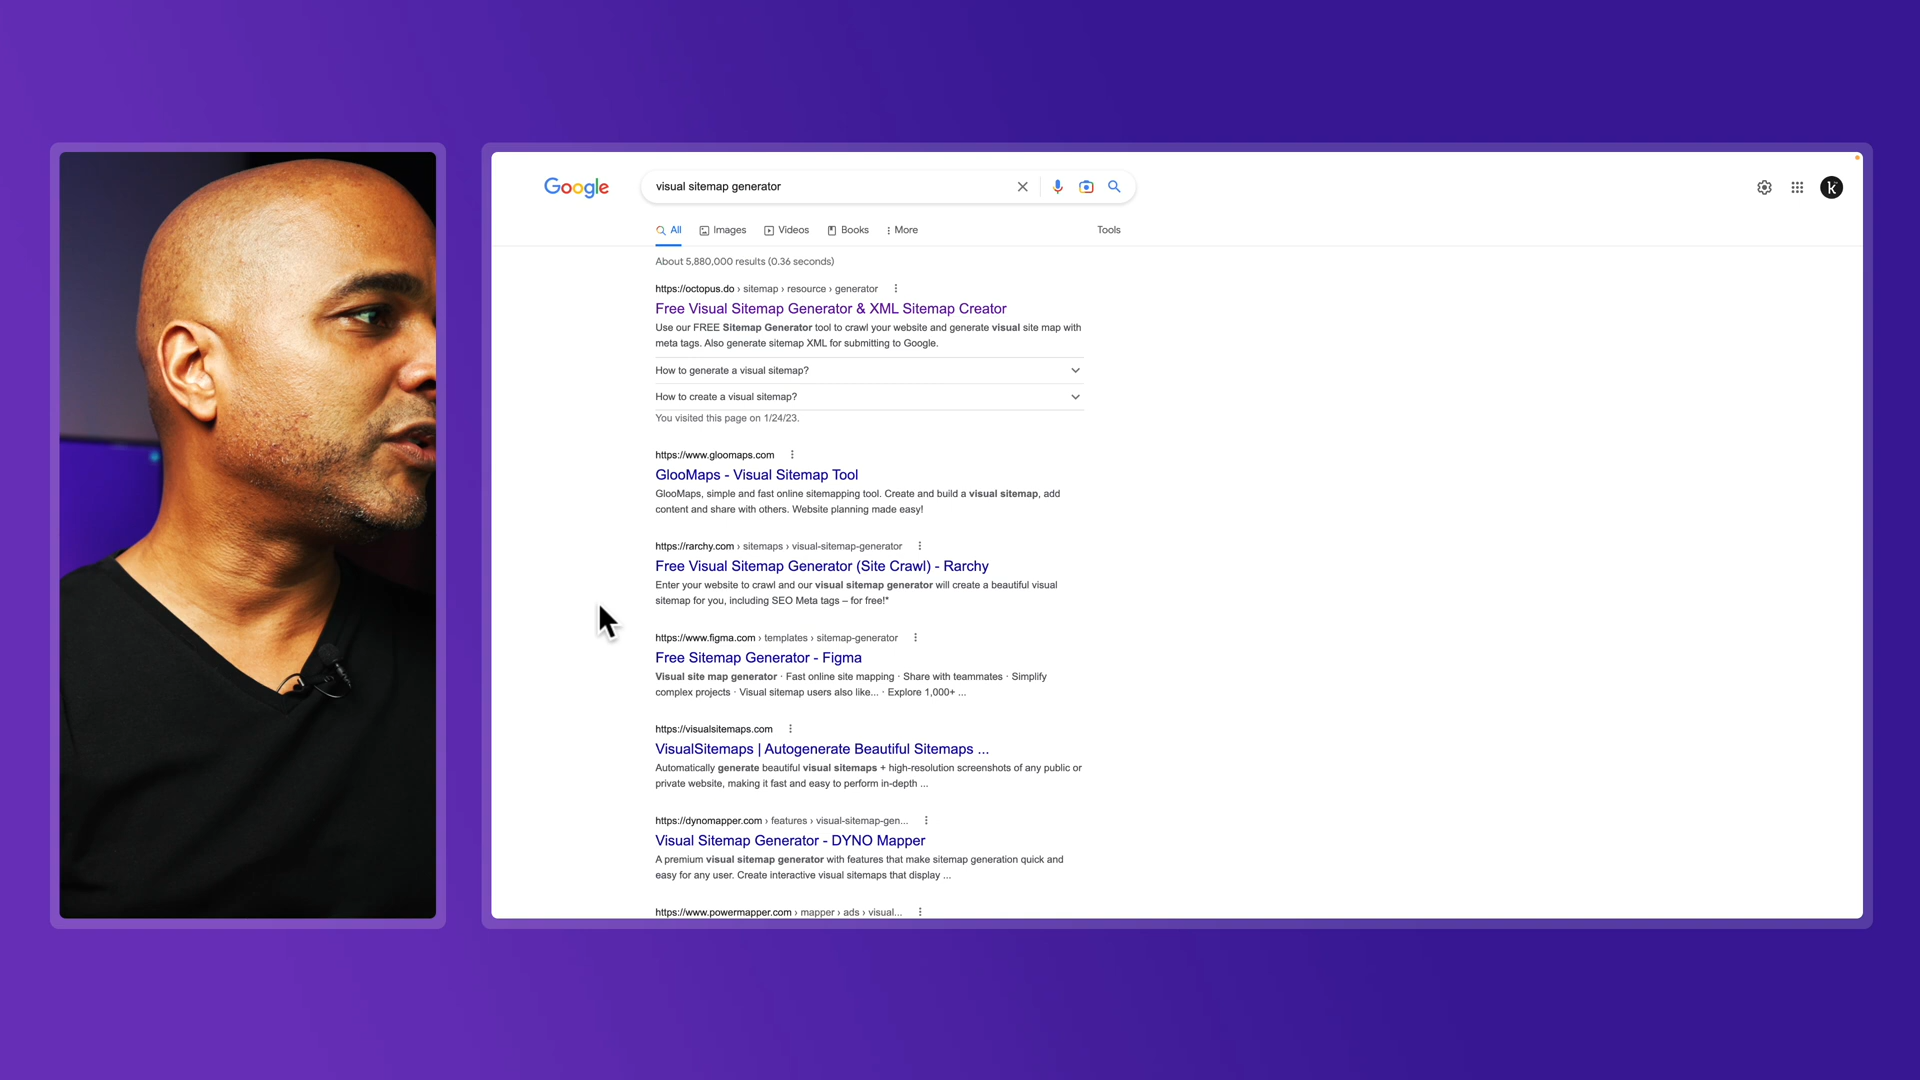 Google
visual sitemap generator
k
All Images Videos Books More Tools
About 5,880,000 results (0.36 seconds)
https://octopus.do › sitemap › resource › generator
Free Visual Sitemap Generator & XML Sitemap Creator
Use our FREE Sitemap Generator tool to crawl your website and generate visual site map with
meta tags. Also generate sitemap XML for submitting to Google.
How to generate a visual sitemap?
How to create a visual sitemap?
You visited this page on 1/24/23.
https://www.gloomaps.com
GlooMaps - Visual Sitemap Tool
GlooMaps, simple and fast online sitemapping tool. Create and build a visual sitemap, add
content and share with others. Website planning made easy!
https://rarchy.com › sitemaps › visual-sitemap-generator
Free Visual Sitemap Generator (Site Crawl) - Rarchy
Enter your website to crawl and our visual sitemap generator will create a beautiful visual
sitemap for you, including SEO Meta tags – for free!*
https://www.figma.com › templates › sitemap-generator
Free Sitemap Generator - Figma
Visual site map generator · Fast online site mapping · Share with teammates · Simplify
complex projects · Visual sitemap users also like... · Explore 1,000+ ...
https://visualsitemaps.com
VisualSitemaps | Autogenerate Beautiful Sitemaps ...
Automatically generate beautiful visual sitemaps + high-resolution screenshots of any public or
private website, making it fast and easy to perform in-depth ...
https://dynomapper.com › features › visual-sitemap-gen...
Visual Sitemap Generator - DYNO Mapper
A premium visual sitemap generator with features that make sitemap generation quick and
easy for any user. Create interactive visual sitemaps that display ...
https://www.powermapper.com › mapper › ads › visual...